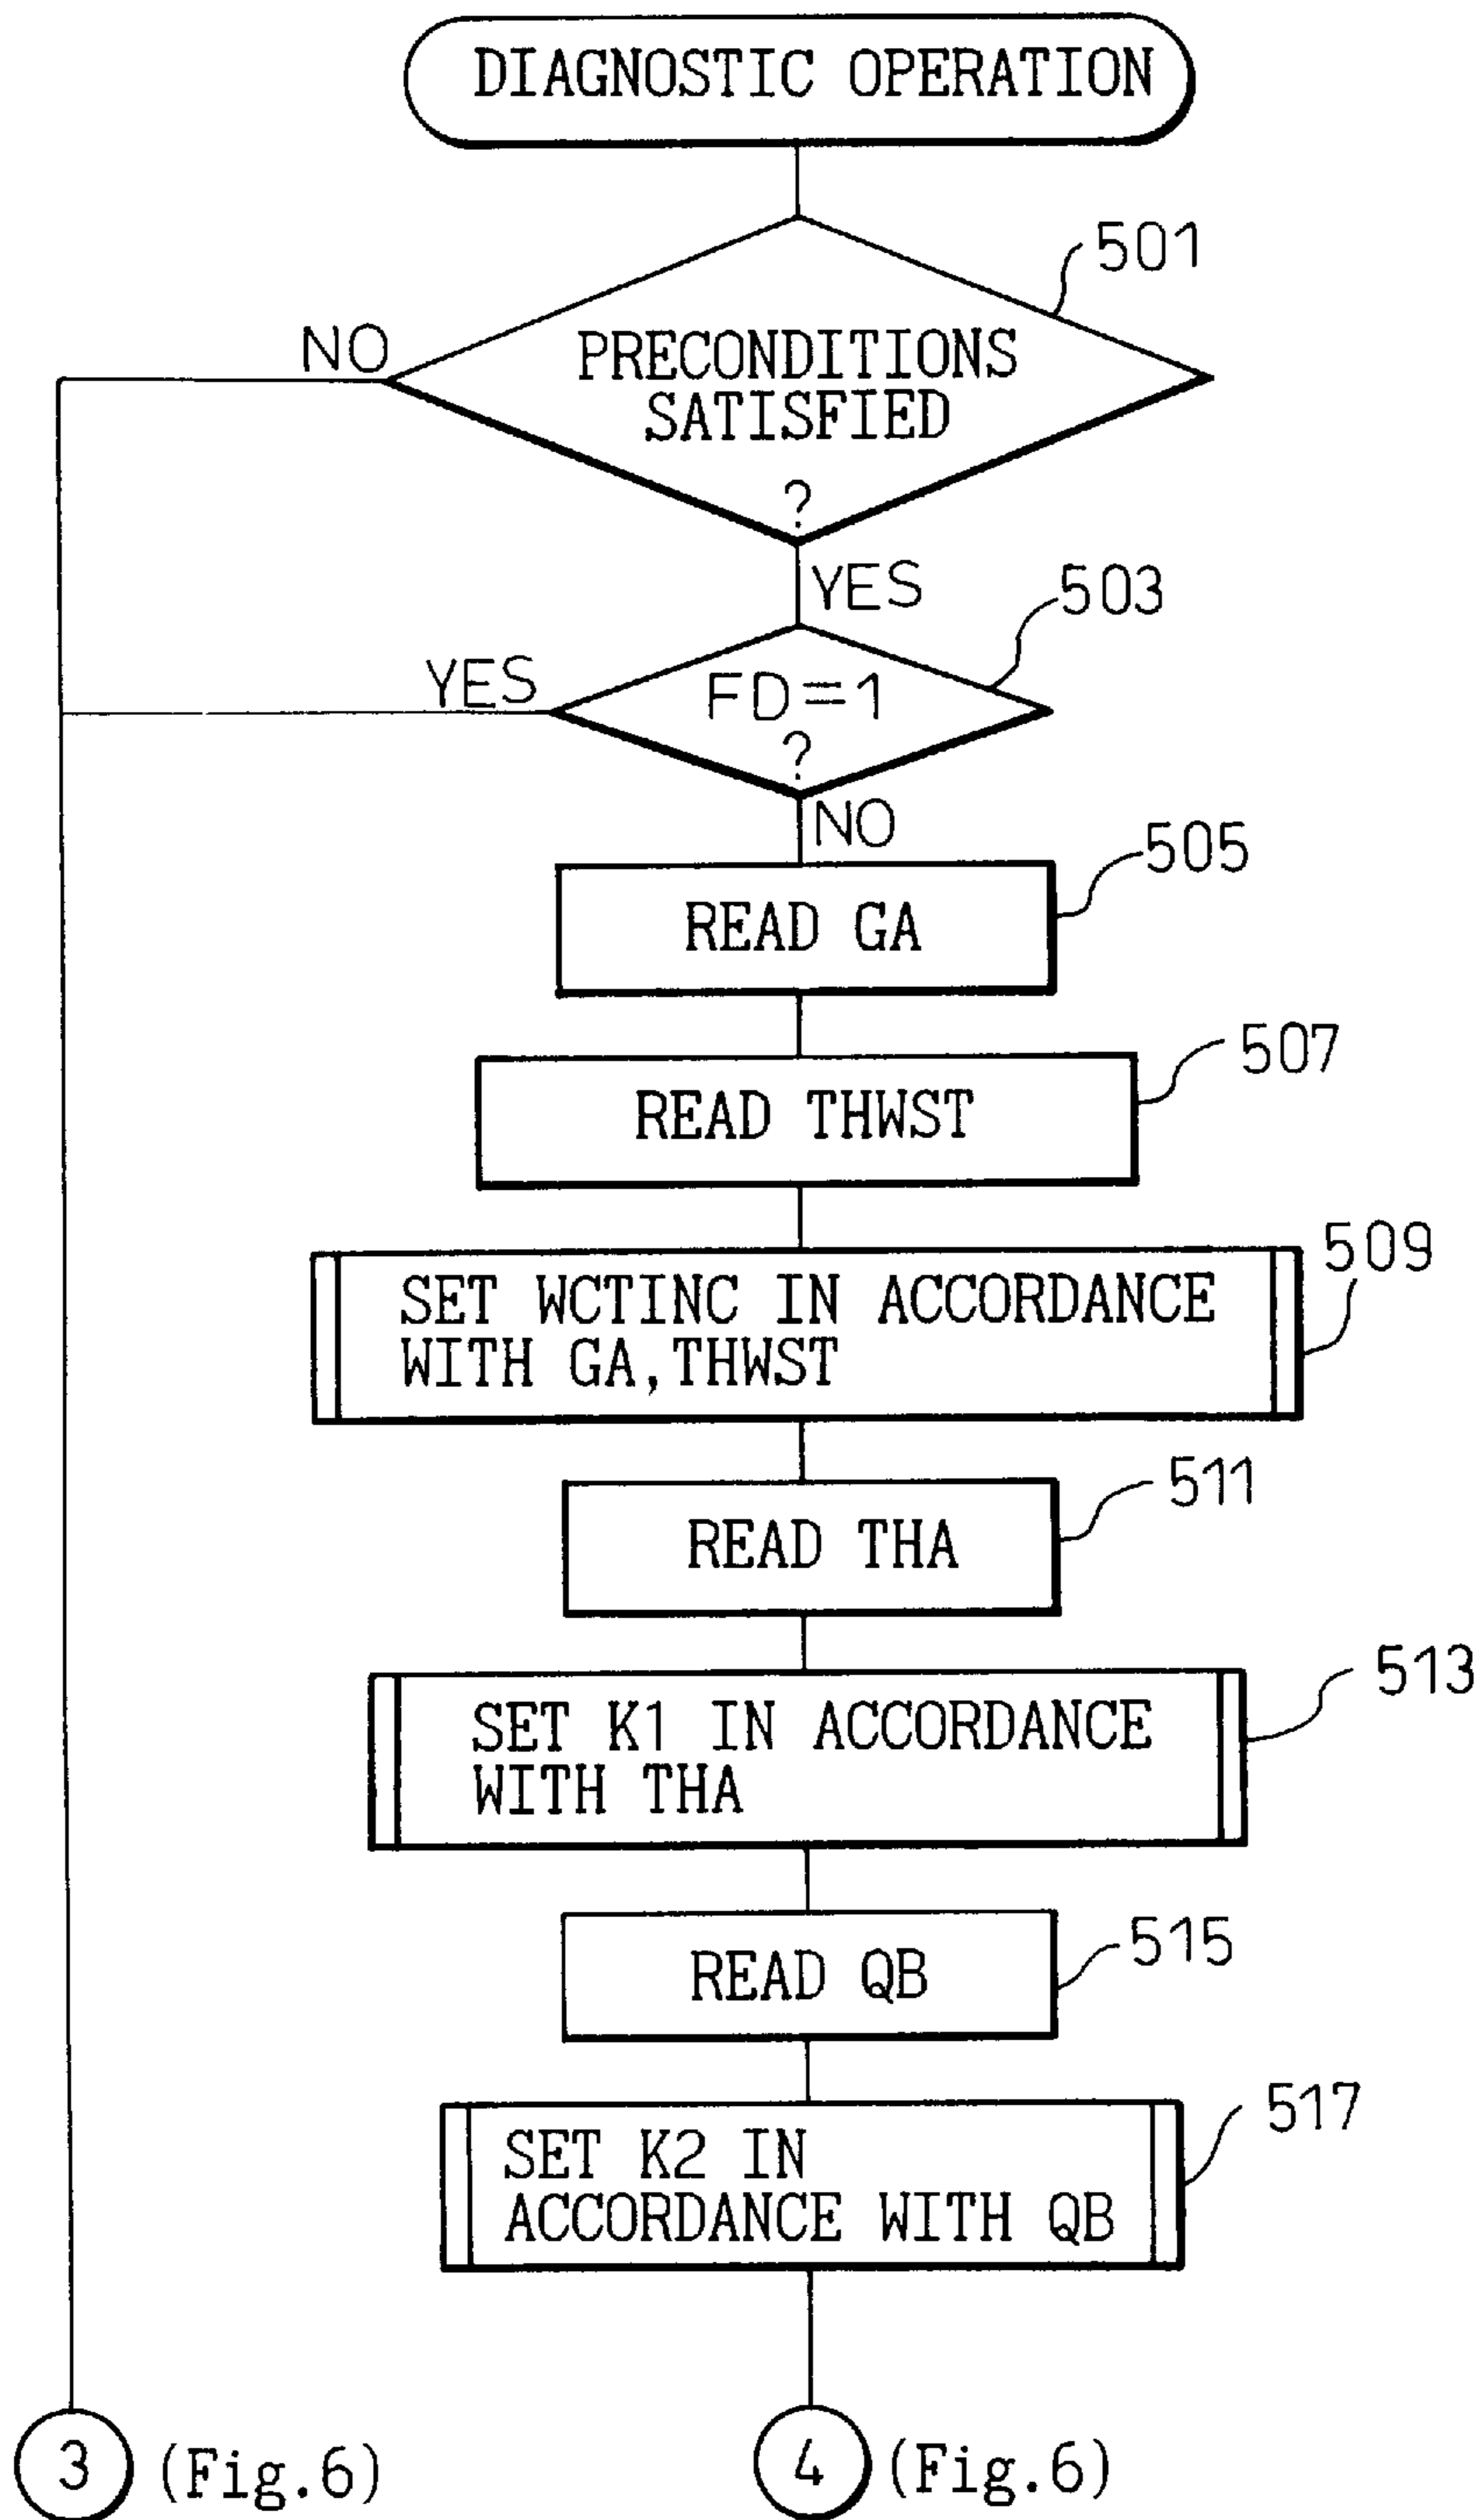 DIAGNOSTIC OPERATION
501
NO
PRECONDITIONS
SATISFIED
?
YES
503
YES
FD=1
?
NO
505
READ GA
507
READ THWST
509
SET WCTINC IN ACCORDANCE
WITH GA,THWST
511
READ THA
513
SET K1 IN ACCORDANCE
WITH THA
515
READ QB
517
SET K2 IN
ACCORDANCE WITH QB
3 (Fig.6)
4 (Fig.6)